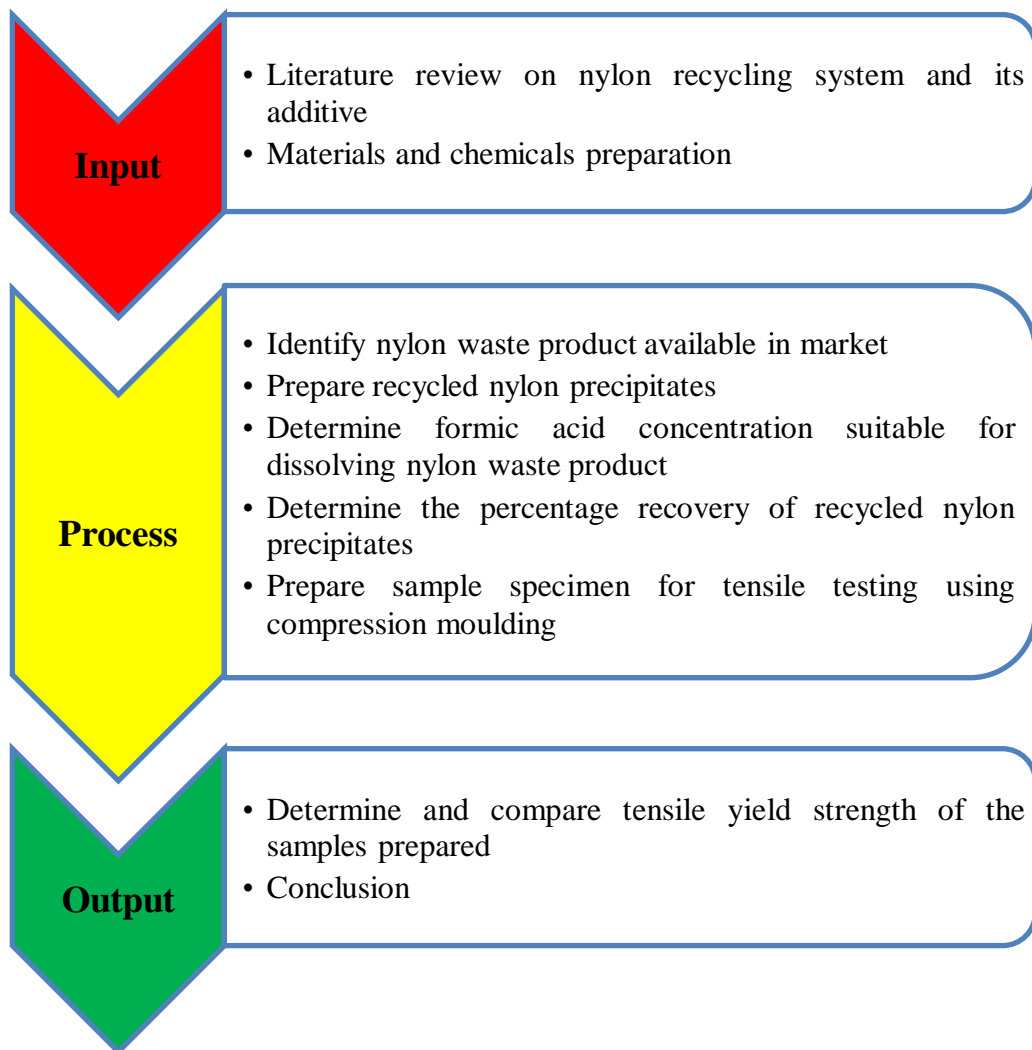 Input
• Literature review on nylon recycling system and its
additive
• Materials and chemicals preparation
Process
• Identify nylon waste product available in market
• Prepare recycled nylon precipitates
• Determine formic acid concentration suitable for
dissolving nylon waste product
• Determine the percentage recovery of recycled nylon
precipitates
• Prepare sample specimen for tensile testing using
compression moulding
Output
• Determine and compare tensile yield strength of the
samples prepared
• Conclusion